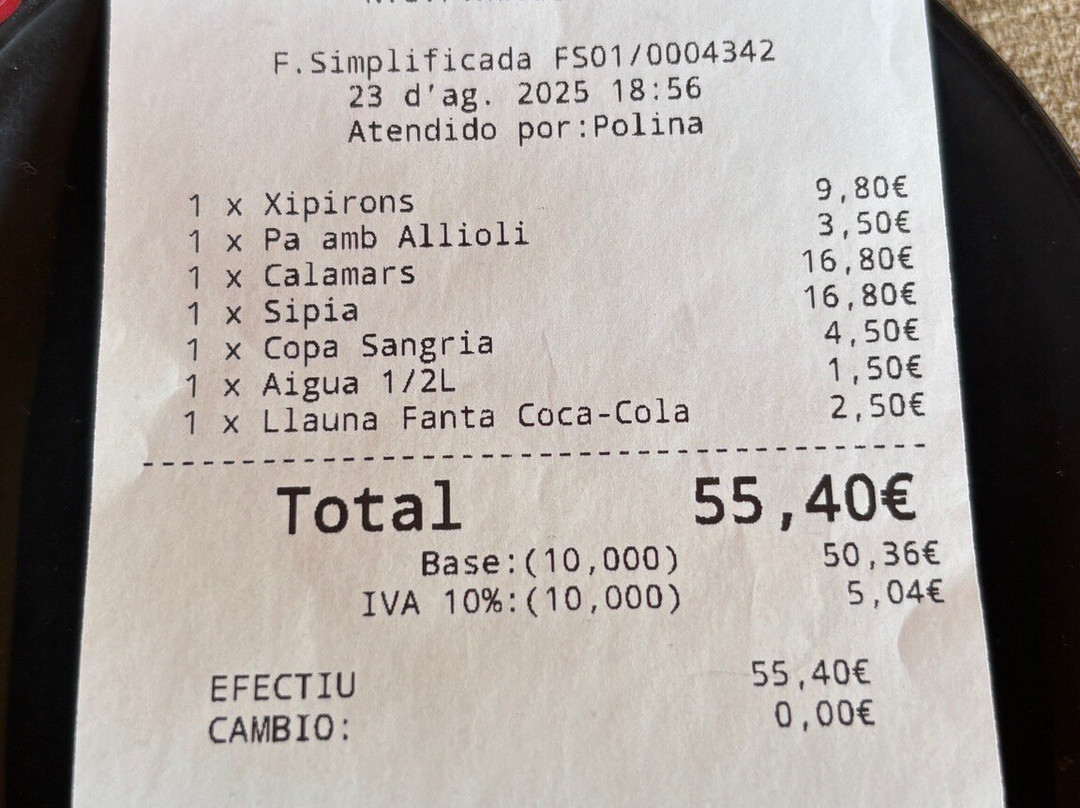 F.Simplificada FS01/0004342
23 d'ag. 2025 18:56
Atendido por:Polina
1 x Xipirons 9,80€
1 x Pa amb Allioli 3,50€
1 x Calamars 16,80€
1 x Sipia 16,80€
1 x Copa Sangria 4,50€
1 x Aigua 1/2L 1,50€
1 x Llauna Fanta Coca-Cola 2,50€
Total 55,40€
Base:(10,000) 50,36€
IVA 10%:(10,000) 5,04€
EFECTIU 55,40€
CAMBIO: 0,00€